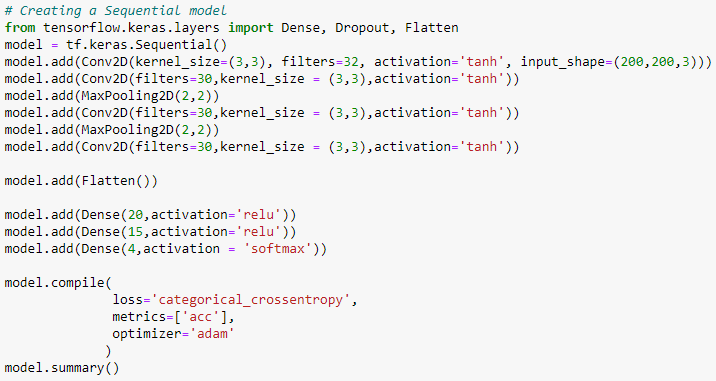 # Creating a Sequential model
from tensorflow.keras.layers import Dense, Dropout, Flatten
model = tf.keras.Sequential()
model.add(Conv2D(kernel_size=(3,3), filters=32, activation='tanh', input_shape=(200,200,3)))
model.add(Conv2D(filters=30,kernel_size = (3,3),activation='tanh'))
model.add(MaxPooling2D(2,2))
model.add(Conv2D(filters=30,kernel_size = (3,3),activation='tanh'))
model.add(MaxPooling2D(2,2))
model.add(Conv2D(filters=30,kernel_size = (3,3),activation='tanh'))
model.add(Flatten())
model.add(Dense(20,activation='relu'))
model.add(Dense(15,activation='relu'))
model.add(Dense(4,activation = 'softmax'))
model.compile(
loss='categorical_crossentropy',
metrics=['acc'],
optimizer='adam'
)
model.summary()